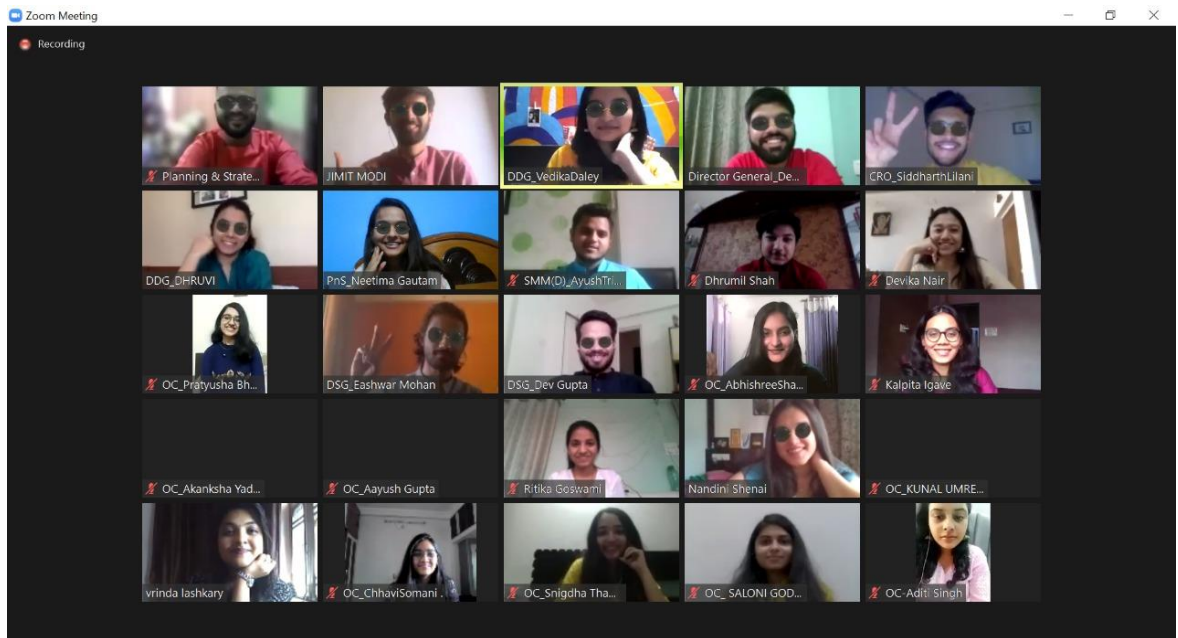 Zoom Meeting
Recording
Planning & Strate...
JIMIT MODI
DDG_VedikaDaley
Director General_De...
CRO_SiddharthLilani
DDG_DHRUVI
PnS_Neetima Gautam
SMM(D)_AyushTri...
Dhrumil Shah
Devika Nair
OC_Pratyusha Bh...
DSG_Eashwar Mohan
DSG_Dev Gupta
OC_AbhishreeSha...
Kalpita Igave
OC_Akanksha Yad...
OC_Aayush Gupta
Ritika Goswami
Nandini Shenai
OC_KUNAL UMRE...
vrinda lashkary
OC_ChhaviSomani .
OC_Snigdha Tha...
OC_ SALONI GOD...
OC-Aditi Singh